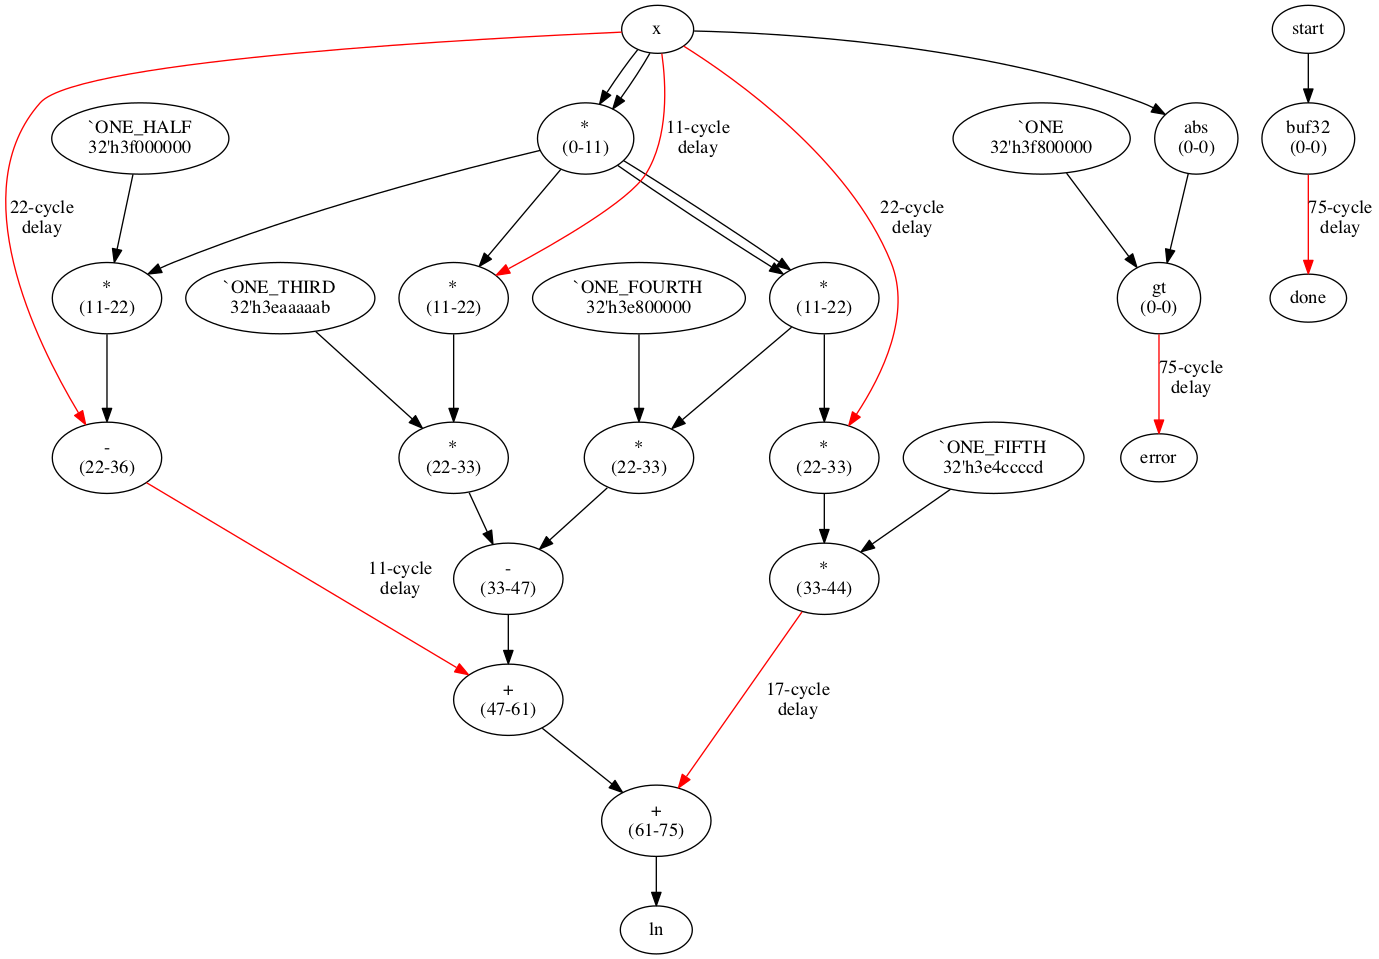 x
start
`ONE_HALF
32'h3f000000
*
(0-11)
11-cycle
delay
`ONE
32'h3f800000
abs
(0-0)
buf32
(0-0)
22-cycle
delay
22-cycle
delay
75-cycle
delay
*
(11-22)
`ONE_THIRD
32'h3eaaaaab
*
(11-22)
`ONE_FOURTH
32'h3e800000
*
(11-22)
gt
(0-0)
done
75-cycle
delay
-
(22-36)
*
(22-33)
*
(22-33)
*
(22-33)
`ONE_FIFTH
32'h3e4ccccd
error
11-cycle
delay
-
(33-47)
*
(33-44)
+
(47-61)
17-cycle
delay
+
(61-75)
ln